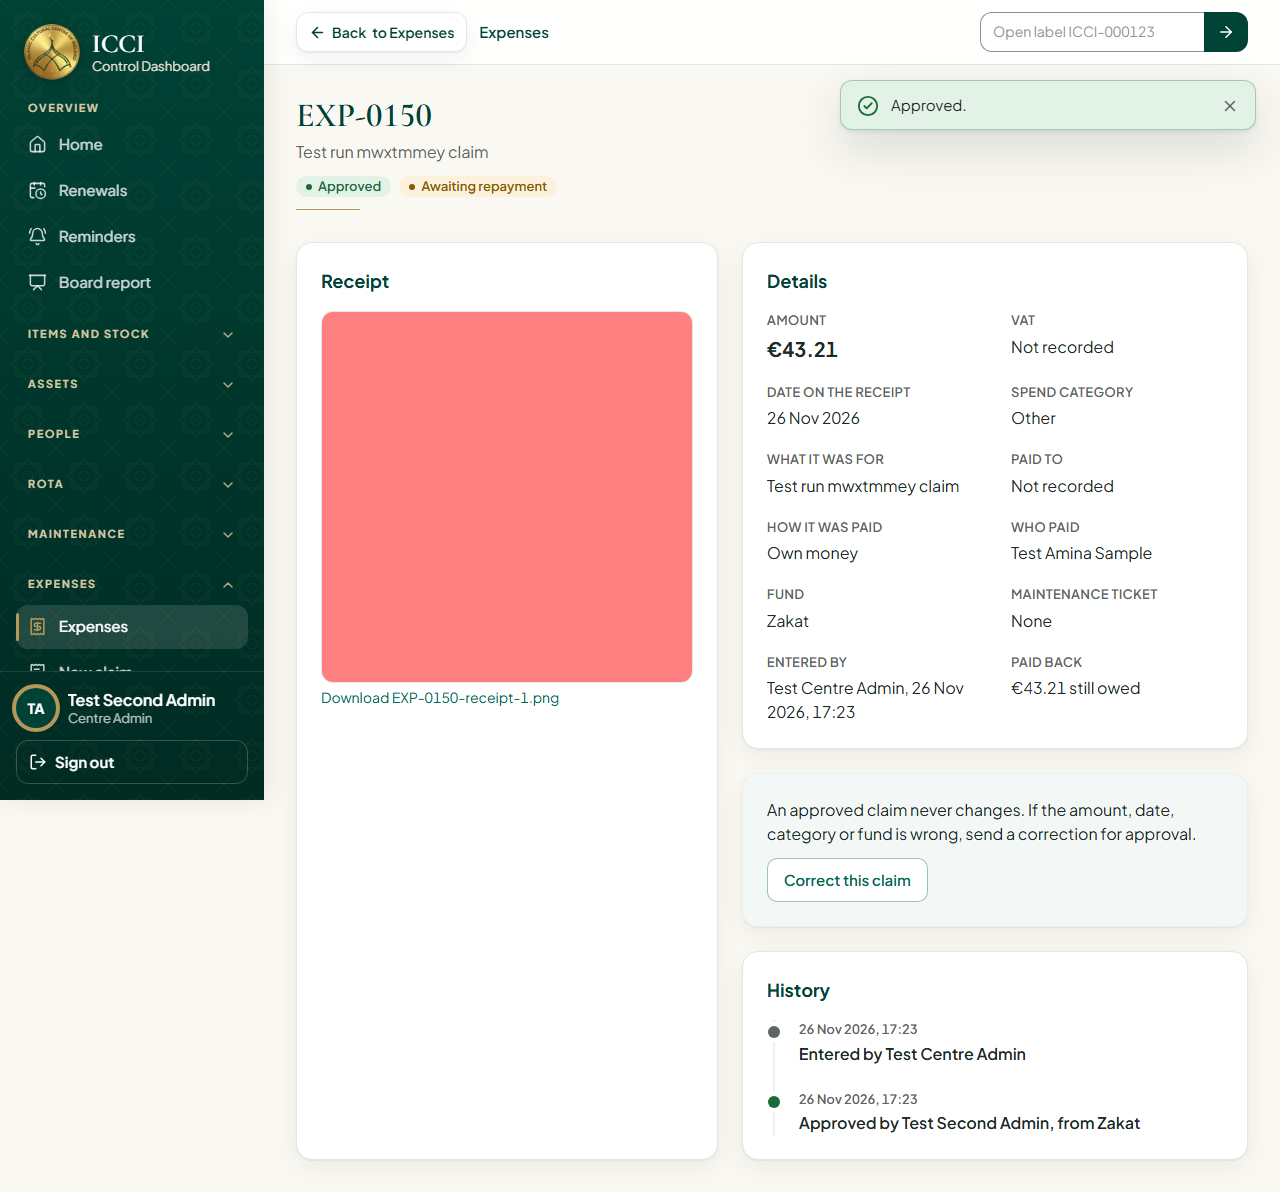 ICCI
Control Dashboard
OVERVIEW
Home
Renewals
Reminders
Board report
ITEMS AND STOCK
ASSETS
PEOPLE
ROTA
MAINTENANCE
EXPENSES
Expenses
New claim
TA
Test Second Admin
Centre Admin
Sign out
Back to Expenses
Expenses
Open label ICCI-000123
Approved.
EXP-0150
Test run mwxtmmey claim
Approved
Awaiting repayment
Receipt
Download EXP-0150-receipt-1.png
Details
AMOUNT
€43.21
VAT
Not recorded
DATE ON THE RECEIPT
26 Nov 2026
SPEND CATEGORY
Other
WHAT IT WAS FOR
Test run mwxtmmey claim
PAID TO
Not recorded
HOW IT WAS PAID
Own money
WHO PAID
Test Amina Sample
FUND
Zakat
MAINTENANCE TICKET
None
ENTERED BY
Test Centre Admin, 26 Nov
2026, 17:23
PAID BACK
€43.21 still owed
An approved claim never changes. If the amount, date,
category or fund is wrong, send a correction for approval.
Correct this claim
History
26 Nov 2026, 17:23
Entered by Test Centre Admin
26 Nov 2026, 17:23
Approved by Test Second Admin, from Zakat